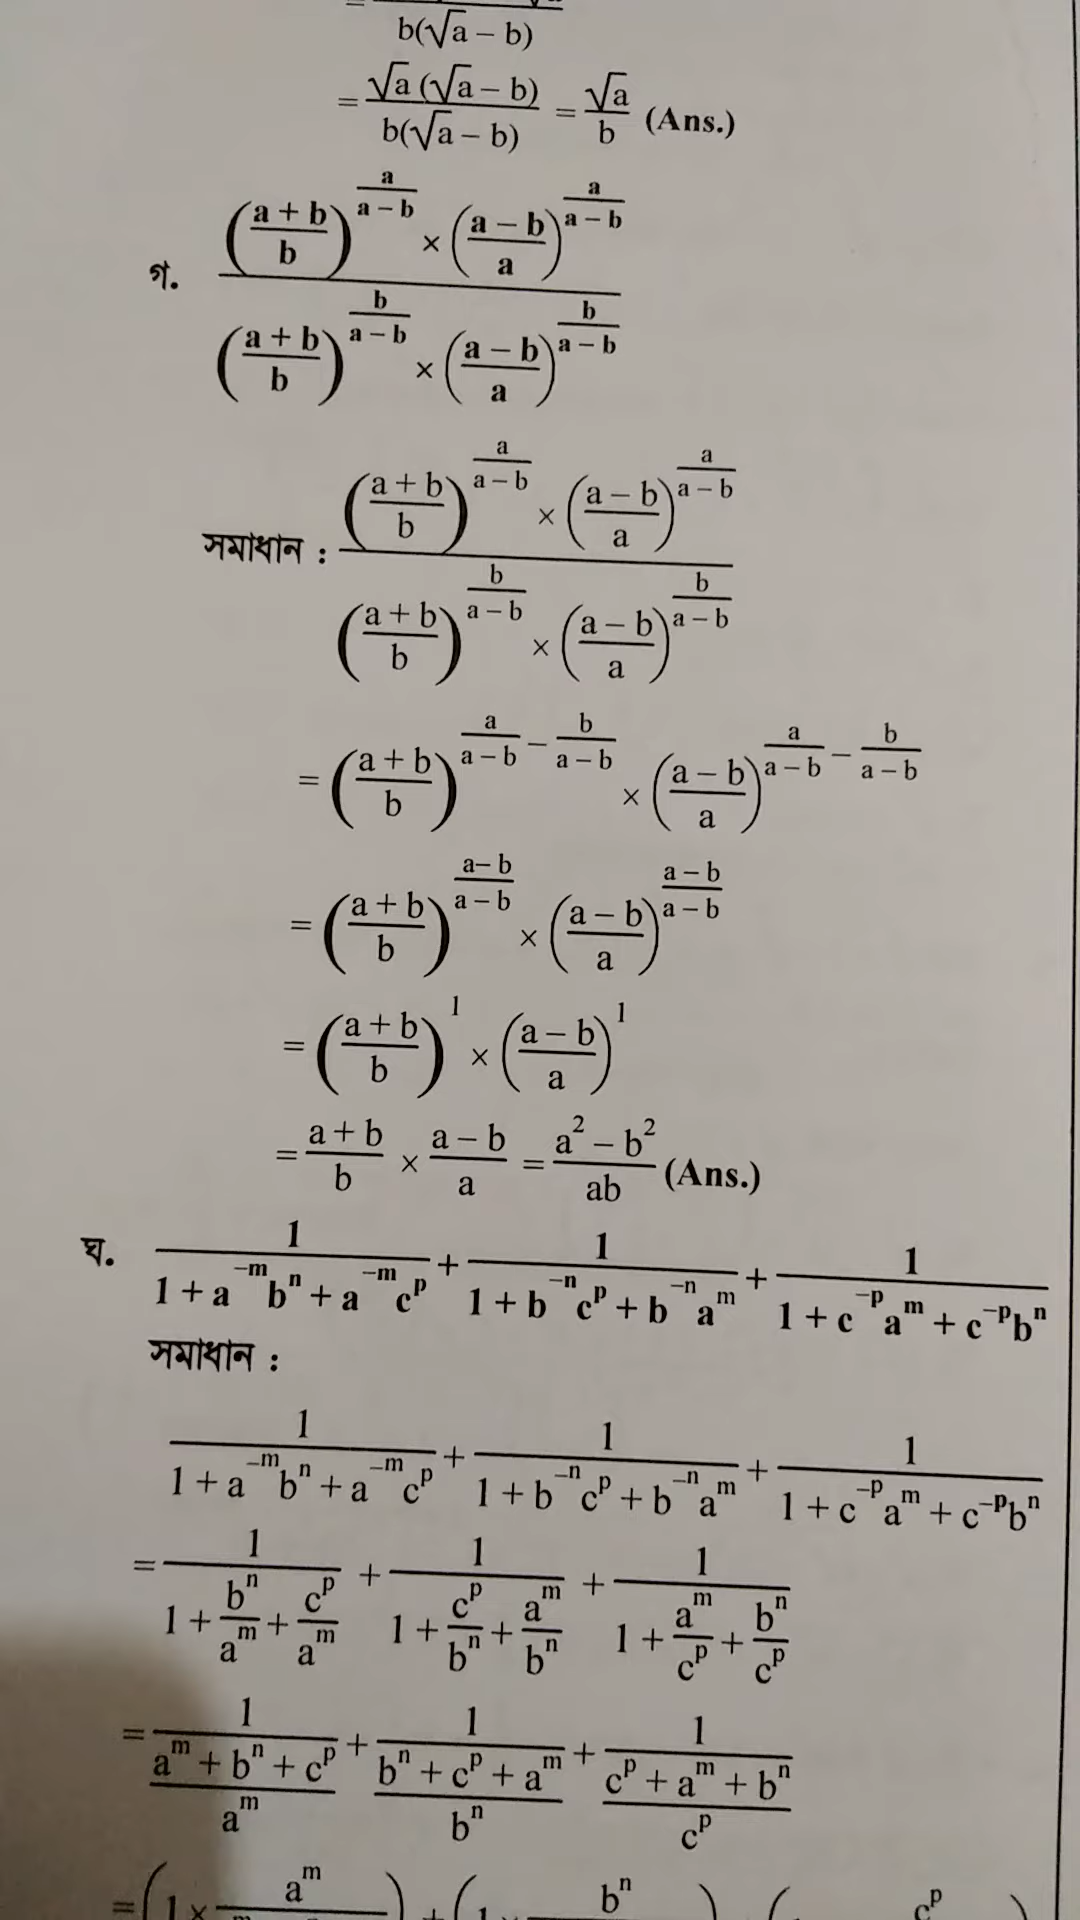 b(√a – b)
= √a (√a – b) / b(√a – b) = √a / b (Ans.)
গ. ((a + b)/b)^(a/(a – b)) × ((a – b)/a)^(a/(a – b)) / ((a + b)/b)^(b/(a – b)) × ((a – b)/a)^(b/(a – b))
সমাধান : ((a + b)/b)^(a/(a – b)) × ((a – b)/a)^(a/(a – b)) / ((a + b)/b)^(b/(a – b)) × ((a – b)/a)^(b/(a – b))
= ((a + b)/b)^(a/(a – b) – b/(a – b)) × ((a – b)/a)^(a/(a – b) – b/(a – b))
= ((a + b)/b)^((a– b)/(a – b)) × ((a – b)/a)^((a – b)/(a – b))
= ((a + b)/b)^1 × ((a – b)/a)^1
= (a + b)/b × (a – b)/a = (a² – b²)/ab (Ans.)
ঘ. 1/(1 + a^–m b^n + a^–m c^p) + 1/(1 + b^–n c^p + b^–n a^m) + 1/(1 + c^–p a^m + c^–p b^n)
সমাধান :
1/(1 + a^–m b^n + a^–m c^p) + 1/(1 + b^–n c^p + b^–n a^m) + 1/(1 + c^–p a^m + c^–p b^n)
= 1/(1 + b^n/a^m + c^p/a^m) + 1/(1 + c^p/b^n + a^m/b^n) + 1/(1 + a^m/c^p + b^n/c^p)
= 1/((a^m + b^n + c^p)/a^m) + 1/((b^n + c^p + a^m)/b^n) + 1/((c^p + a^m + b^n)/c^p)
= (1 × a^m ) + ( b^n ) ( c^p )